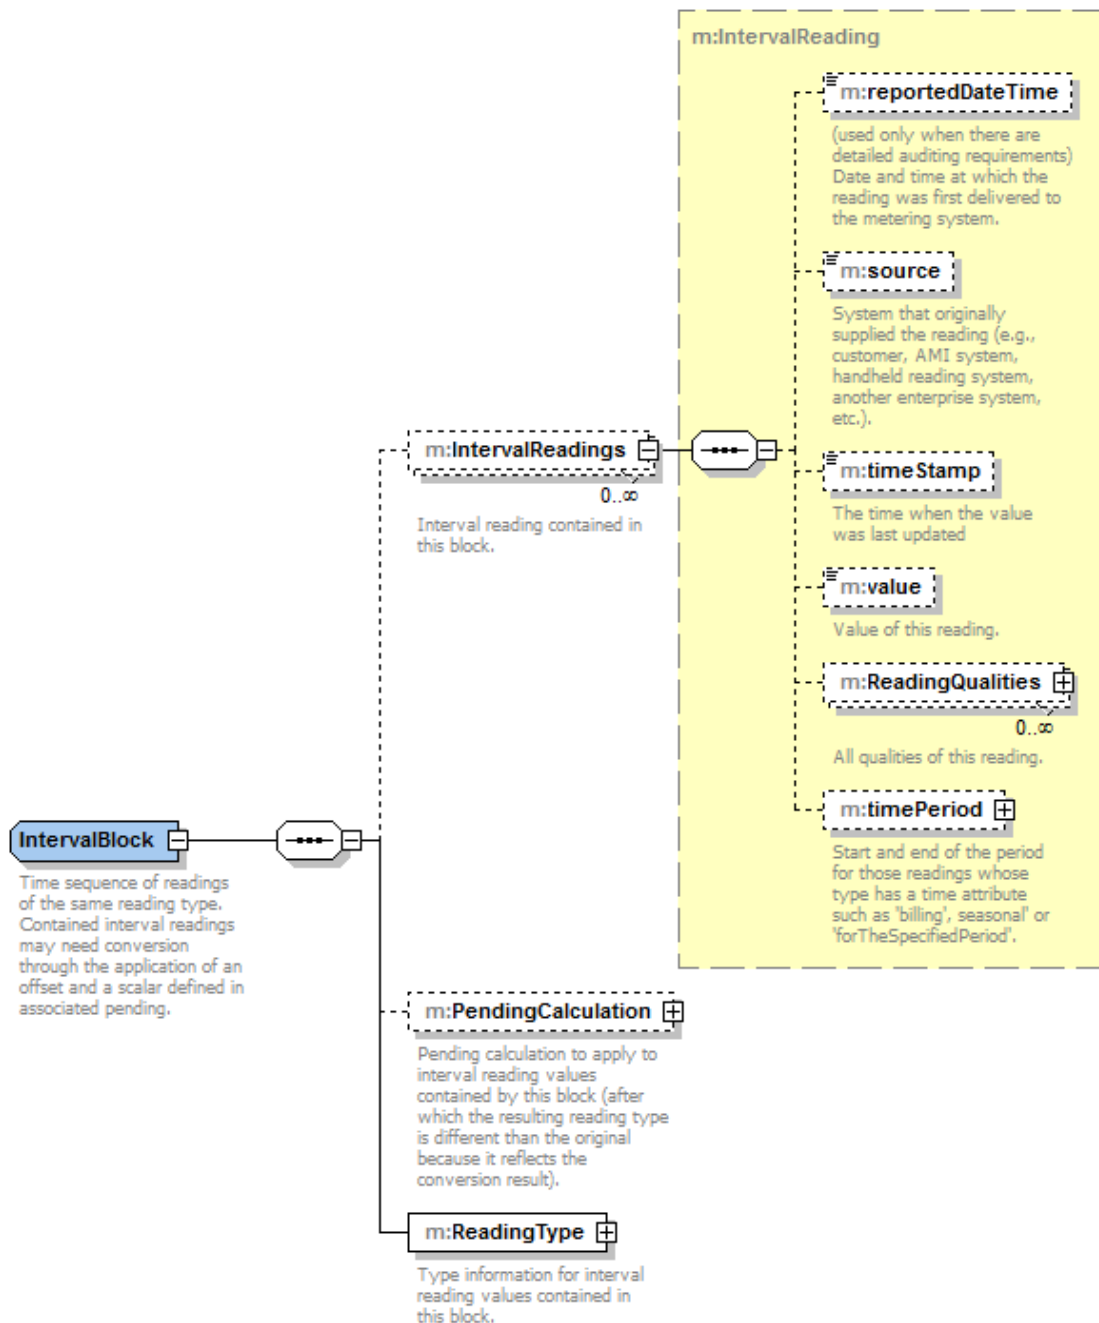 m:IntervalReading
m:reportedDateTime
(used only when there are
detailed auditing requirements)
Date and time at which the
reading was first delivered to
the metering system.
m:source
System that originally
supplied the reading (e.g.,
customer, AMI system,
handheld reading system,
another enterprise system,
etc.).
m:IntervalReadings
0..∞
Interval reading contained in
this block.
m:timeStamp
The time when the value
was last updated
m:value
Value of this reading.
m:ReadingQualities
0..∞
All qualities of this reading.
m:timePeriod
Start and end of the period
for those readings whose
type has a time attribute
such as 'billing', seasonal' or
'forTheSpecifiedPeriod'.
IntervalBlock
Time sequence of readings
of the same reading type.
Contained interval readings
may need conversion
through the application of an
offset and a scalar defined in
associated pending.
m:PendingCalculation
Pending calculation to apply to
interval reading values
contained by this block (after
which the resulting reading type
is different than the original
because it reflects the
conversion result).
m:ReadingType
Type information for interval
reading values contained in
this block.